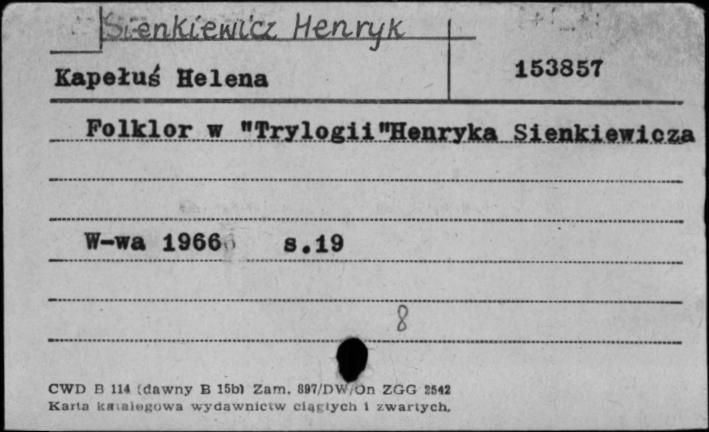 Sienkiewicz Henryk
Kapełuś Helena
153857
Folklor w "Trylogii"Henryka Sienkiewicza
W-wa 1966 s.19
8
CWD B 114 (dawny B 15b) Zam. 897/DW/On ZGG 2542
Karta katalogowa wydawnictw ciągłych i zwartych.